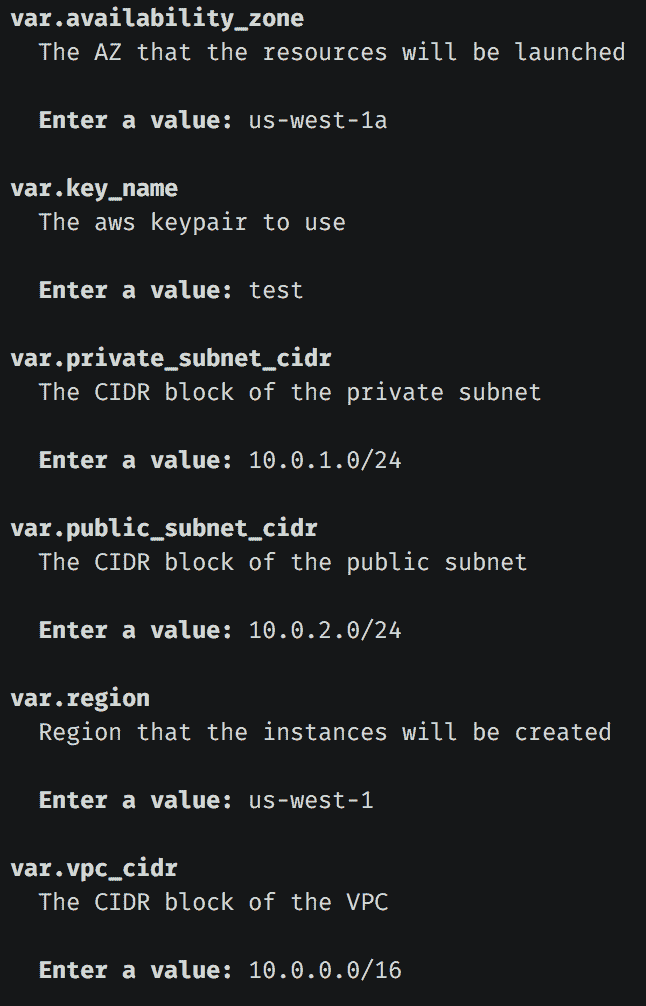 var.availability_zone
The AZ that the resources will be launched
Enter a value: us-west-1a
var.key_name
The aws keypair to use
Enter a value: test
var.private_subnet_cidr
The CIDR block of the private subnet
Enter a value: 10.0.1.0/24
var.public_subnet_cidr
The CIDR block of the public subnet
Enter a value: 10.0.2.0/24
var.region
Region that the instances will be created
Enter a value: us-west-1
var.vpc_cidr
The CIDR block of the VPC
Enter a value: 10.0.0.0/16